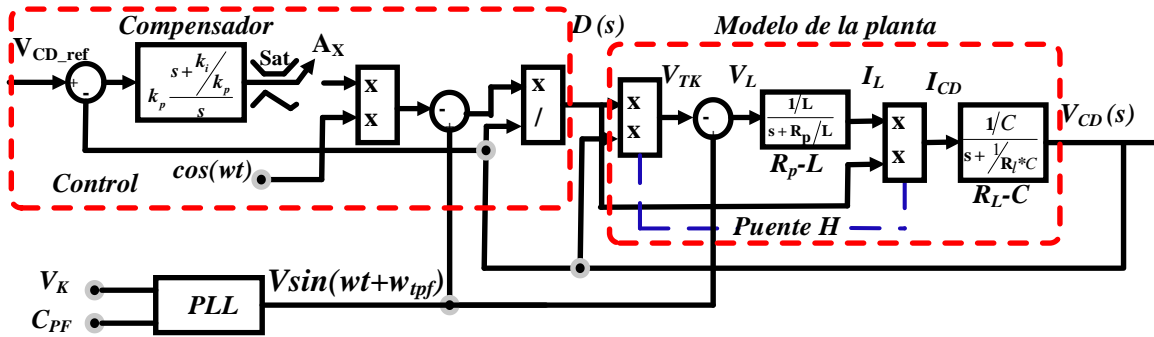 Compensador
D(s)
Modelo de la planta
V_CD_ref
+
-
k_p (s + k_i/k_p)/s
Sat
A_X
x
x
-
x
/
cos(wt)
Control
V_TK
x
x
-
V_L
1/L
s + R_p/L
R_p-L
I_L
x
x
I_CD
1/C
s + 1/R_l*C
R_L-C
V_CD(s)
Puente H
V_K
C_PF
PLL
Vsin(wt+w_tpf)